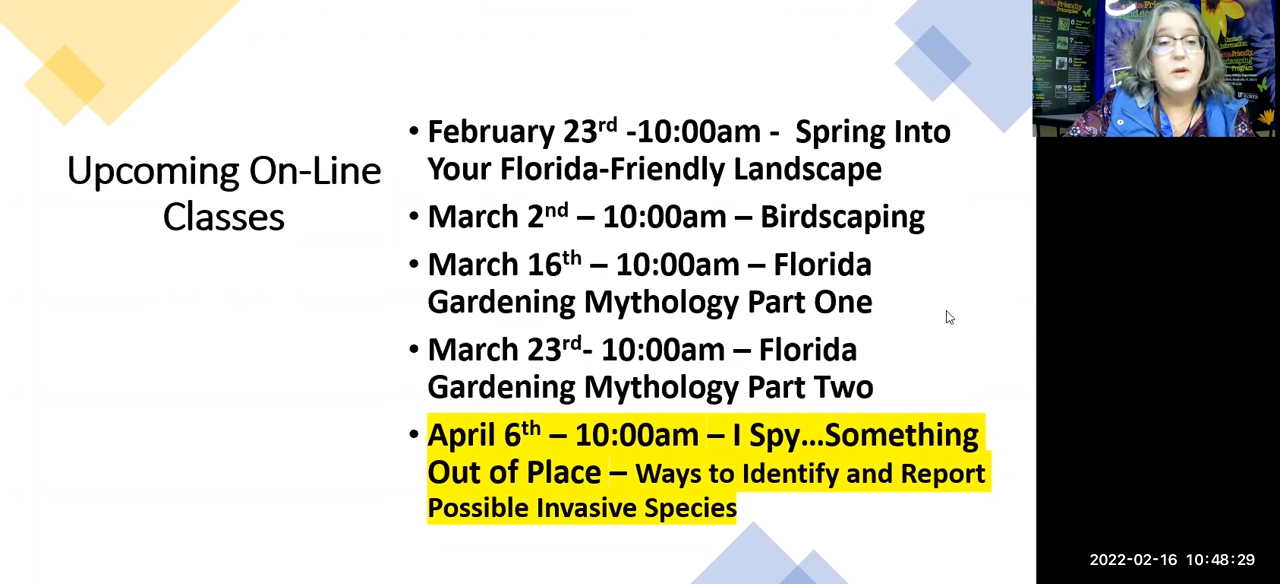 Upcoming On-Line
Classes
• February 23rd -10:00am - Spring Into
Your Florida-Friendly Landscape
• March 2nd – 10:00am – Birdscaping
• March 16th – 10:00am – Florida
Gardening Mythology Part One
• March 23rd- 10:00am – Florida
Gardening Mythology Part Two
• April 6th – 10:00am – I Spy...Something
Out of Place – Ways to Identify and Report
Possible Invasive Species
Contact
Information
Program
2022-02-16 10:48:29